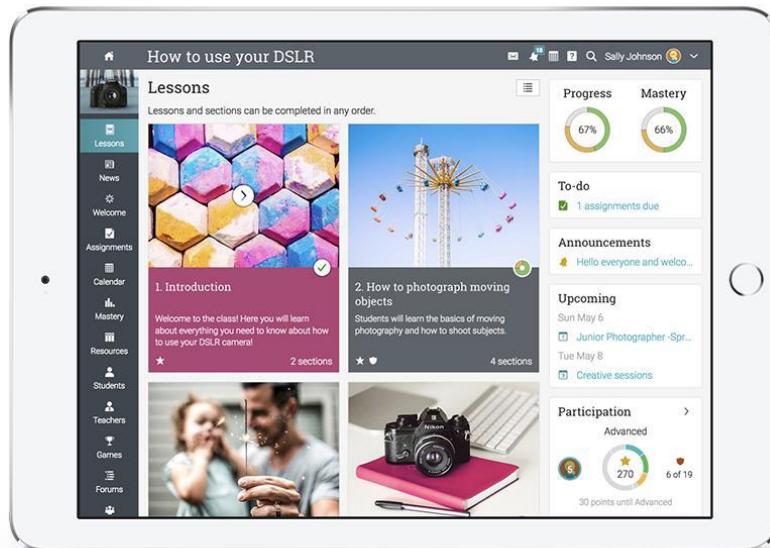 How to use your DSLR
18
Sally Johnson
Lessons
News
Welcome
Assignments
Calendar
Mastery
Resources
Students
Teachers
Games
Forums
Lessons
Lessons and sections can be completed in any order.
1. Introduction
Welcome to the class! Here you will learn
about everything you need to know about how
to use your DSLR camera!
2 sections
2. How to photograph moving
objects
Students will learn the basics of moving
photography and how to shoot subjects.
4 sections
Nikon
Progress
Mastery
67%
66%
To-do
1 assignments due
Announcements
Hello everyone and welco...
Upcoming
Sun May 6
Junior Photographer -Spr...
Tue May 8
Creative sessions
Participation
Advanced
5
270
6 of 19
30 points until Advanced